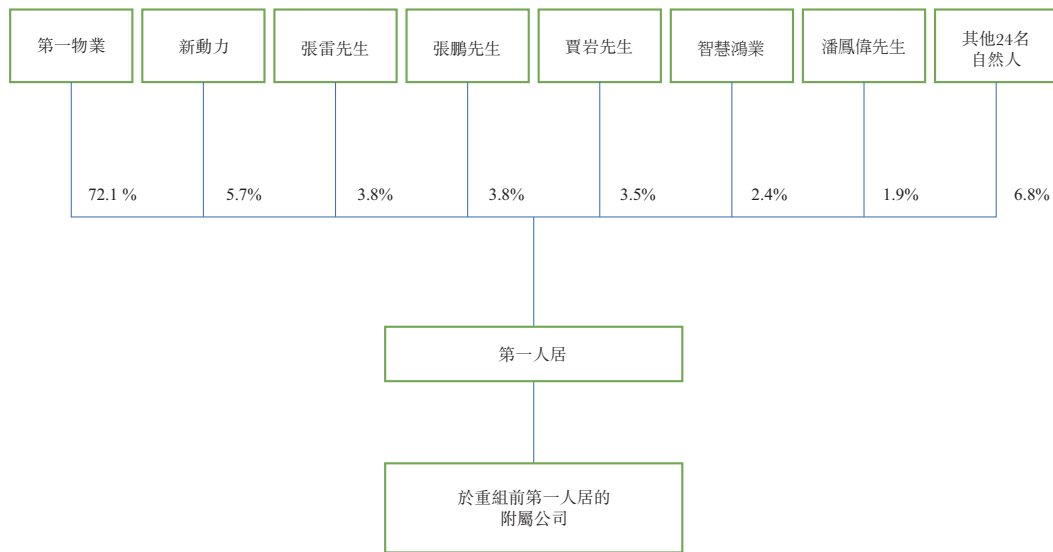 第一物業
新動力
張雷先生
張鵬先生
賈岩先生
智慧鴻業
潘鳳偉先生
其他24名
自然人
72.1 %
5.7%
3.8%
3.8%
3.5%
2.4%
1.9%
6.8%
第一人居
於重組前第一人居的
附屬公司